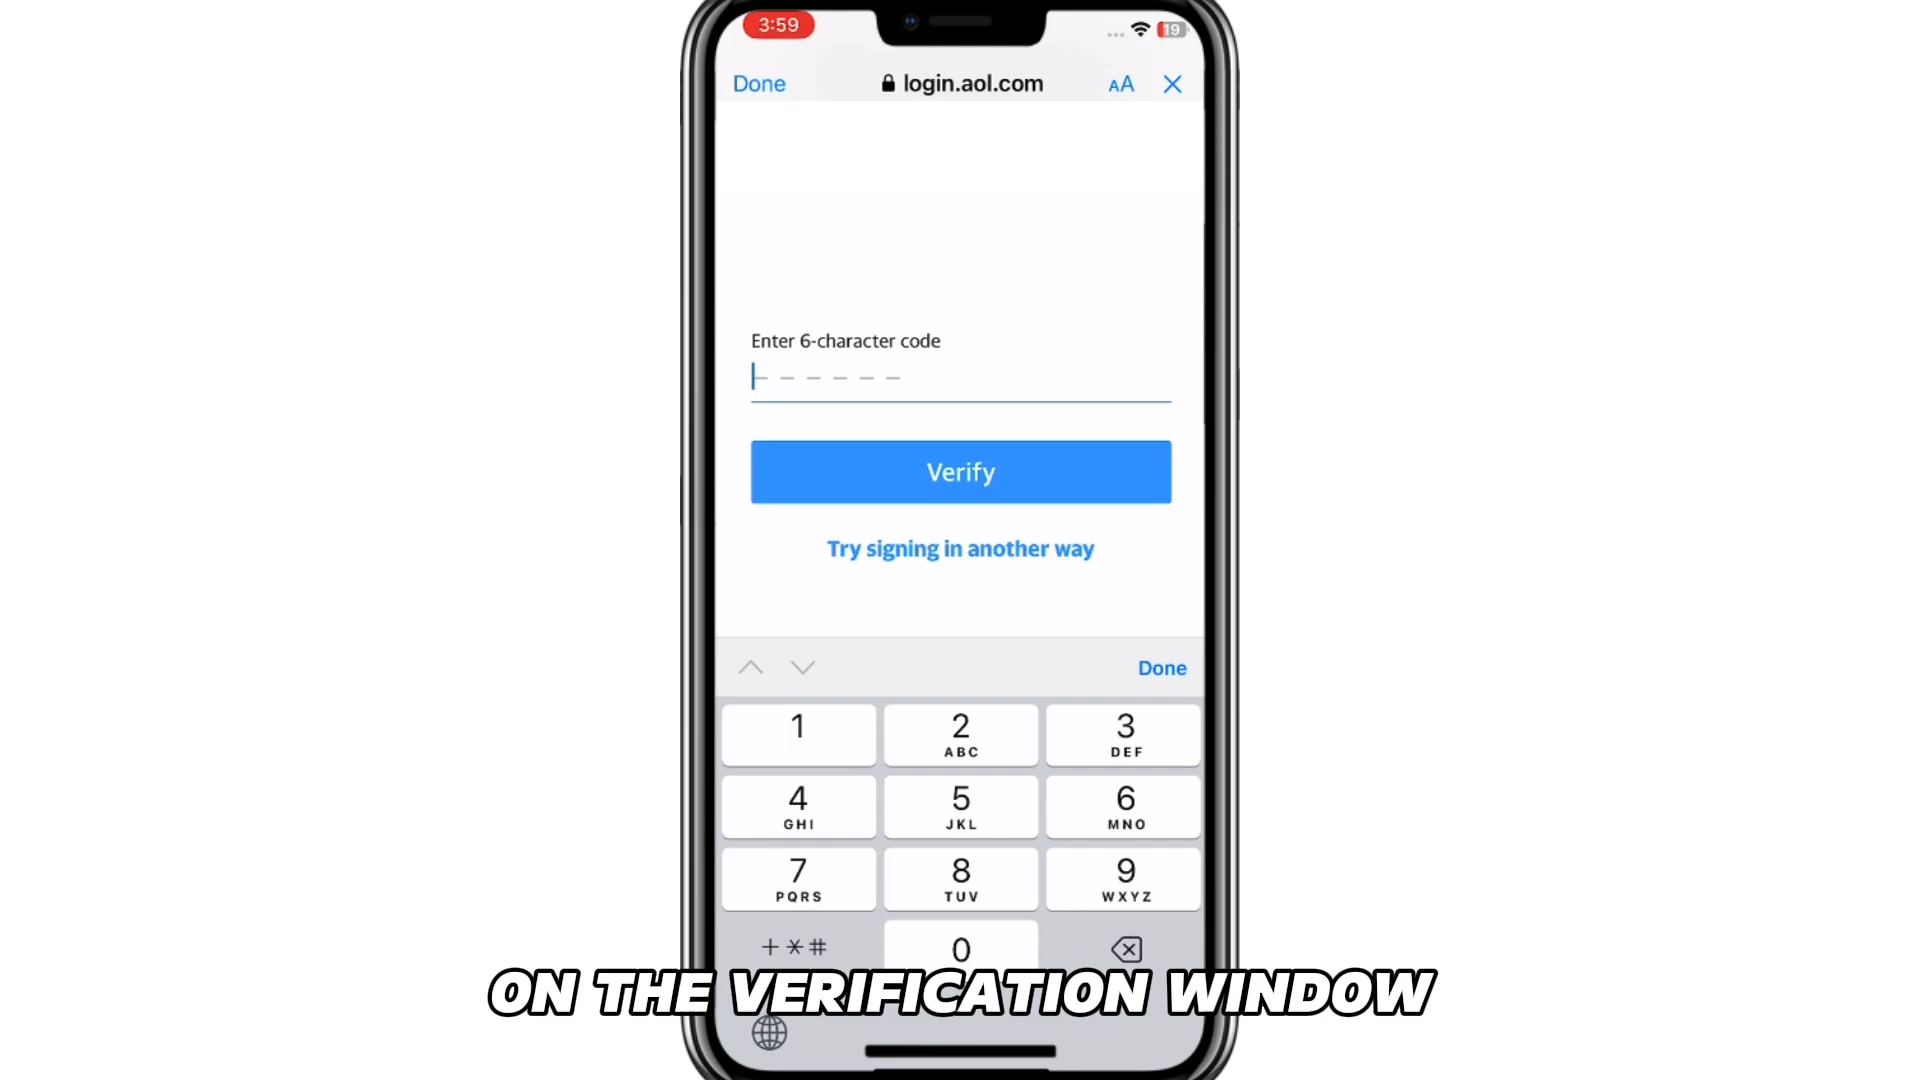 3:59
19
Done
login.aol.com
AA
Enter 6-character code
Verify
Try signing in another way
Done
1
2
ABC
3
DEF
4
GHI
5
JKL
6
MNO
7
PQRS
8
TUV
9
WXYZ
+*#
0
ON THE VERIFICATION WINDOW